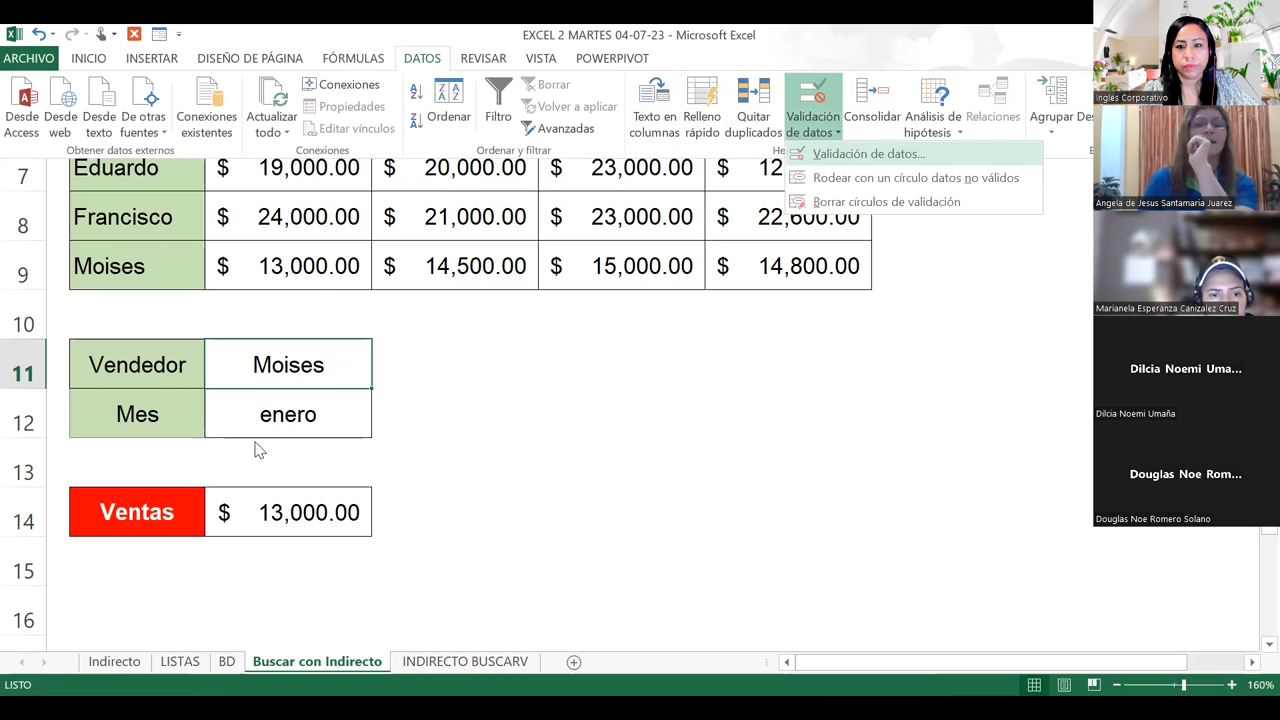 EXCEL 2 MARTES 04-07-23 - Microsoft Excel
ARCHIVO INICIO INSERTAR DISEÑO DE PÁGINA FÓRMULAS DATOS REVISAR VISTA POWERPIVOT
Desde Access
Desde web
Desde texto
De otras fuentes
Conexiones existentes
Obtener datos externos
Actualizar todo
Conexiones
Propiedades
Editar vínculos
Conexiones
Ordenar
Filtro
Borrar
Volver a aplicar
Avanzadas
Ordenar y filtrar
Texto en columnas
Relleno rápido
Quitar duplicados
Validación de datos
Consolidar
Análisis de hipótesis
Relaciones
Agrupar
Validación de datos...
Rodear con un círculo datos no válidos
Borrar círculos de validación
7 Eduardo $ 19,000.00 $ 20,000.00 $ 23,000.00 $ 12
8 Francisco $ 24,000.00 $ 21,000.00 $ 23,000.00 $ 22,600.00
9 Moises $ 13,000.00 $ 14,500.00 $ 15,000.00 $ 14,800.00
10
11 Vendedor Moises
12 Mes enero
13
14 Ventas $ 13,000.00
15
16
Indirecto LISTAS BD Buscar con Indirecto INDIRECTO BUSCARV
LISTO 160%
Ingles Corporativo
Angela de Jesus Santamaria Juarez
Marianela Esperanza Canizalez Cruz
Dilcia Noemi Uma...
Dilcia Noemi Umaña
Douglas Noe Rom...
Douglas Noe Romero Solano